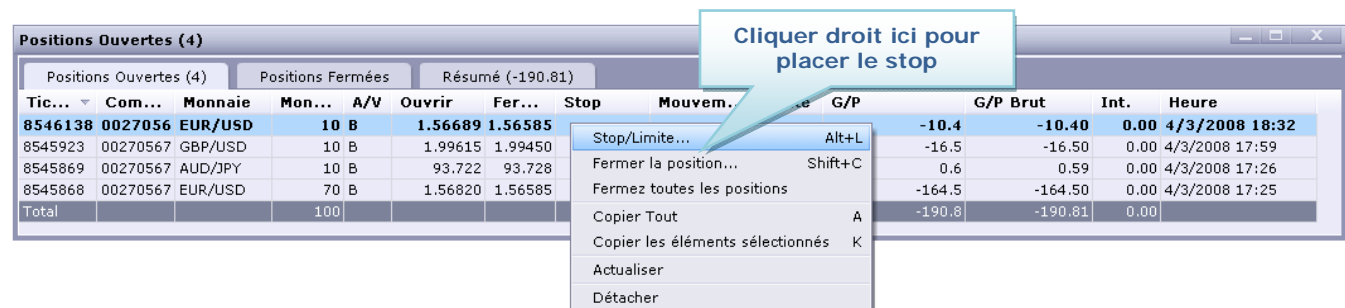 Positions Ouvertes (4)
Cliquer droit ici pour
placer le stop
Positions Ouvertes (4) Positions Fermées Résumé (-190.81)
Tic... Com... Monnaie Mon... A/V Ouvrir Fer... Stop Mouvem... G/P G/P Brut Int. Heure
8546138 0027056 EUR/USD 10 B 1.56689 1.56585 -10.4 -10.40 0.00 4/3/2008 18:32
8545923 00270567 GBP/USD 10 B 1.99615 1.99450 -16.5 -16.50 0.00 4/3/2008 17:59
8545869 00270567 AUD/JPY 10 B 93.722 93.728 0.6 0.59 0.00 4/3/2008 17:26
8545868 00270567 EUR/USD 70 B 1.56820 1.56585 -164.5 -164.50 0.00 4/3/2008 17:25
Total 100 -190.8 -190.81 0.00
Stop/Limite... Alt+L
Fermer la position... Shift+C
Fermez toutes les positions
Copier Tout A
Copier les éléments sélectionnés K
Actualiser
Détacher